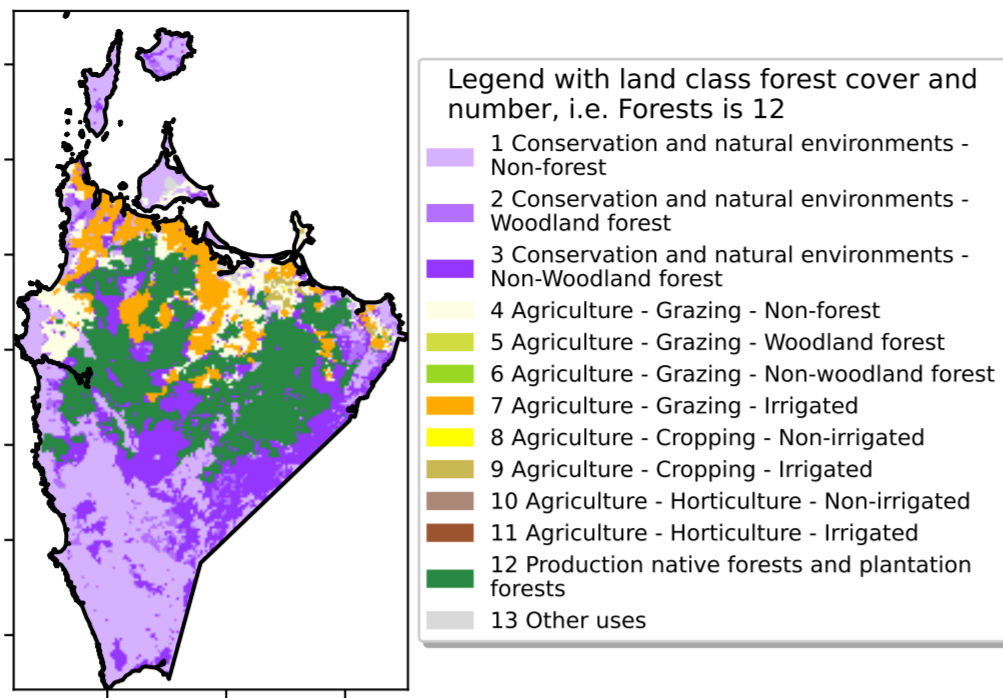 Legend with land class forest cover and
number, i.e. Forests is 12
1 Conservation and natural environments -
Non-forest
2 Conservation and natural environments -
Woodland forest
3 Conservation and natural environments -
Non-Woodland forest
4 Agriculture - Grazing - Non-forest
5 Agriculture - Grazing - Woodland forest
6 Agriculture - Grazing - Non-woodland forest
7 Agriculture - Grazing - Irrigated
8 Agriculture - Cropping - Non-irrigated
9 Agriculture - Cropping - Irrigated
10 Agriculture - Horticulture - Non-irrigated
11 Agriculture - Horticulture - Irrigated
12 Production native forests and plantation
forests
13 Other uses